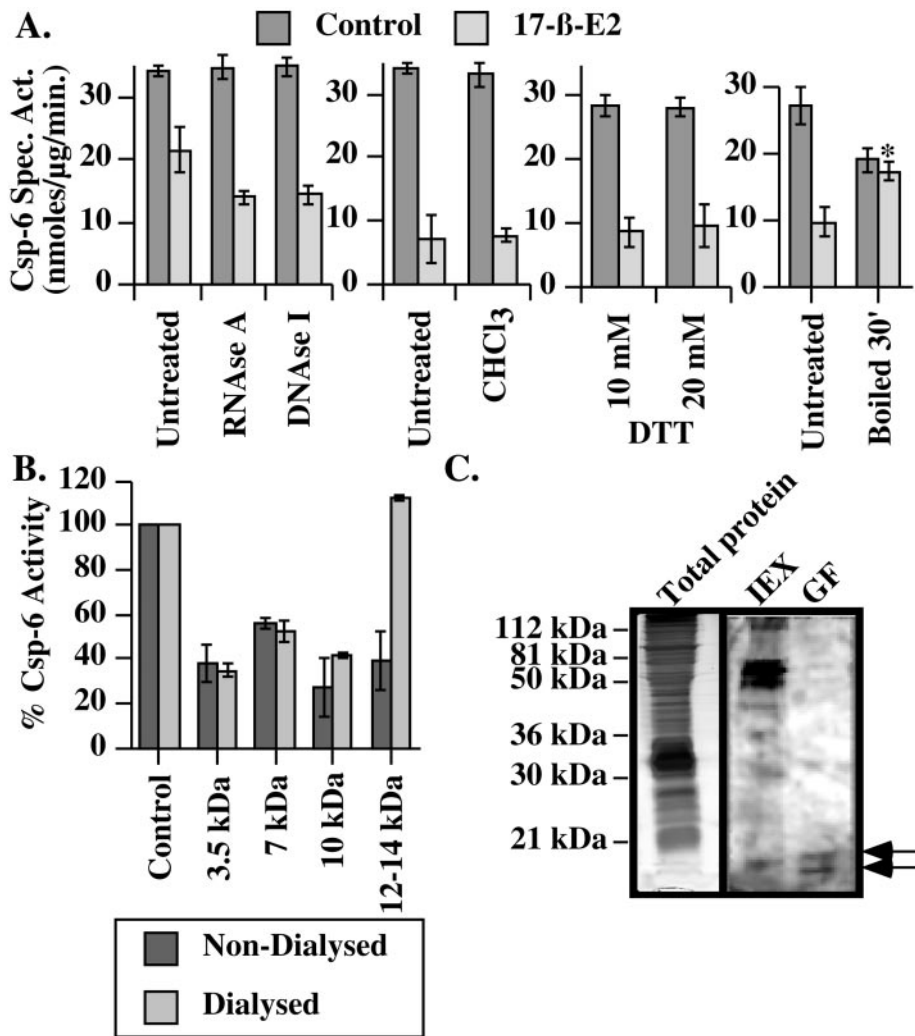 A.
Control 17-ß-E2
Csp-6 Spec. Act.
(nmoles/µg/min.)
30
20
10
0
Untreated
RNAse A
DNAse I
30
20
10
0
Untreated
CHCl3
30
20
10
0
10 mM
20 mM
DTT
30
20
10
0
*
Untreated
Boiled 30'
B.
% Csp-6 Activity
120
100
80
60
40
20
0
Control
3.5 kDa
7 kDa
10 kDa
12-14 kDa
Non-Dialysed
Dialysed
C.
Total protein
IEX
GF
112 kDa
81 kDa
50 kDa
36 kDa
30 kDa
21 kDa